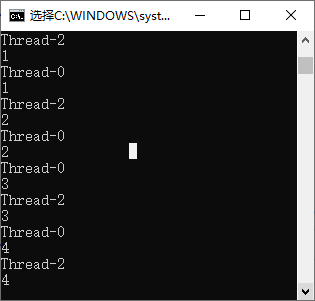 选择C:\WINDOWS\syst...
Thread-2
1
Thread-0
1
Thread-2
2
Thread-0
2
Thread-0
3
Thread-2
3
Thread-0
4
Thread-2
4